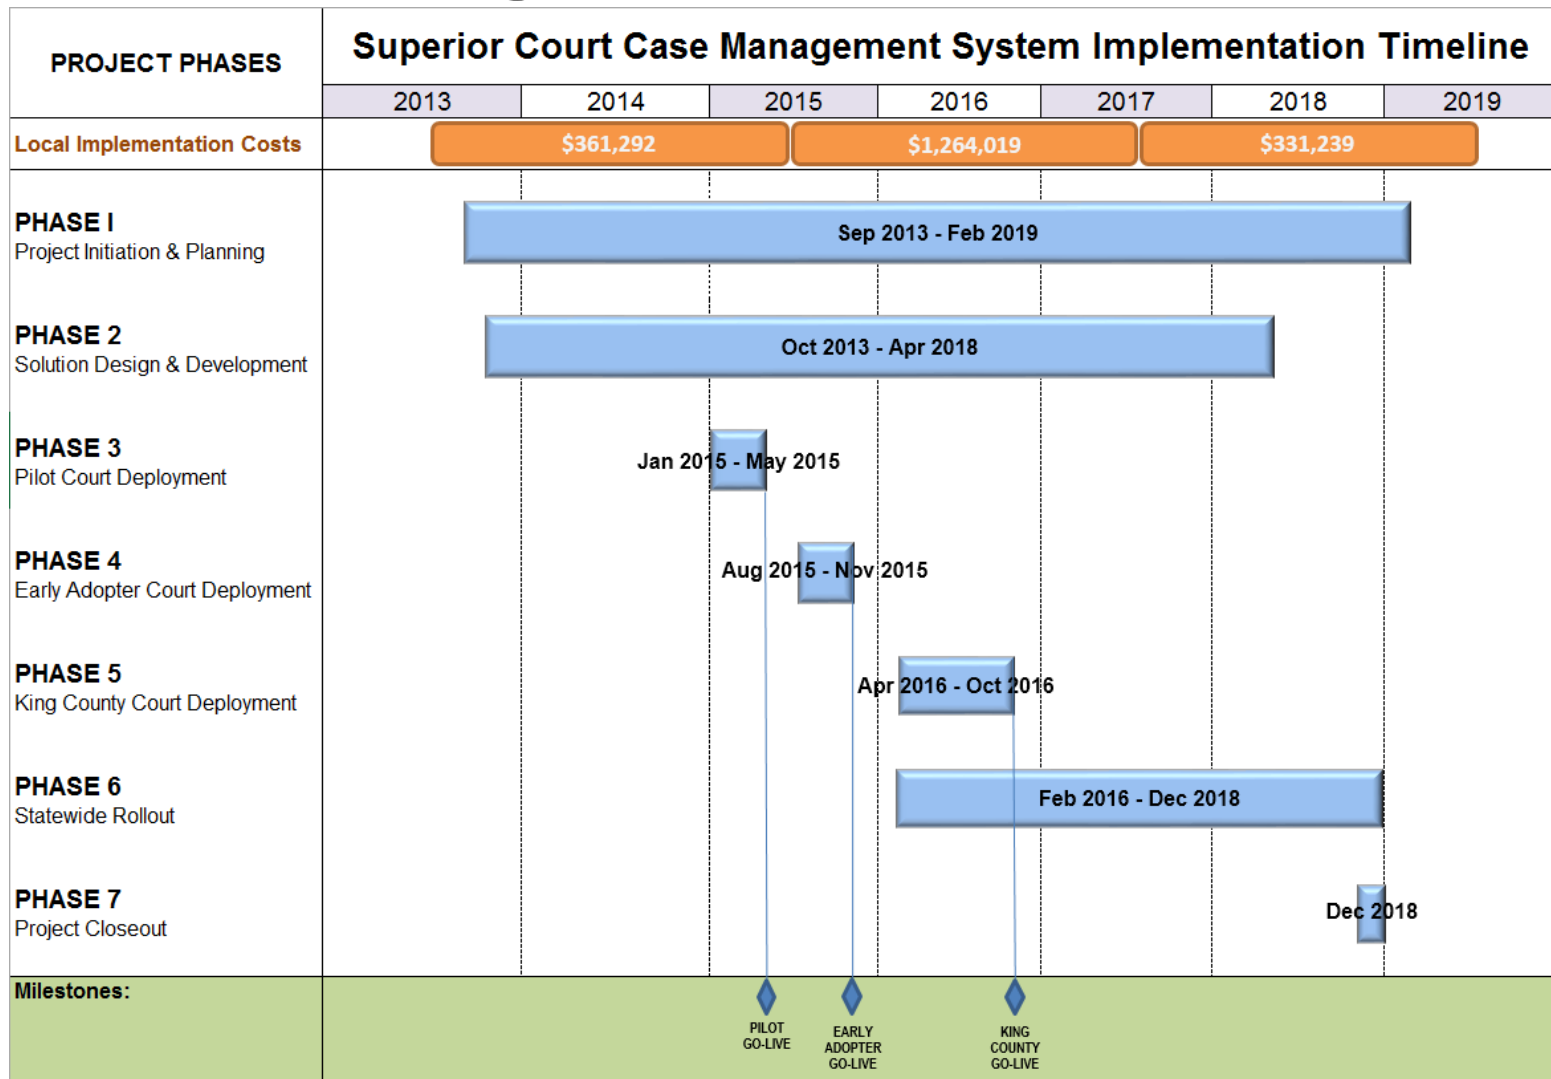 PROJECT PHASES
Superior Court Case Management System Implementation Timeline
2013 2014 2015 2016 2017 2018 2019
Local Implementation Costs
$361,292 $1,264,019 $331,239
PHASE I
Project Initiation & Planning
Sep 2013 - Feb 2019
PHASE 2
Solution Design & Development
Oct 2013 - Apr 2018
PHASE 3
Pilot Court Deployment
Jan 2015 - May 2015
PHASE 4
Early Adopter Court Deployment
Aug 2015 - Nov 2015
PHASE 5
King County Court Deployment
Apr 2016 - Oct 2016
PHASE 6
Statewide Rollout
Feb 2016 - Dec 2018
PHASE 7
Project Closeout
Dec 2018
Milestones:
PILOT
GO-LIVE
EARLY
ADOPTER
GO-LIVE
KING
COUNTY
GO-LIVE